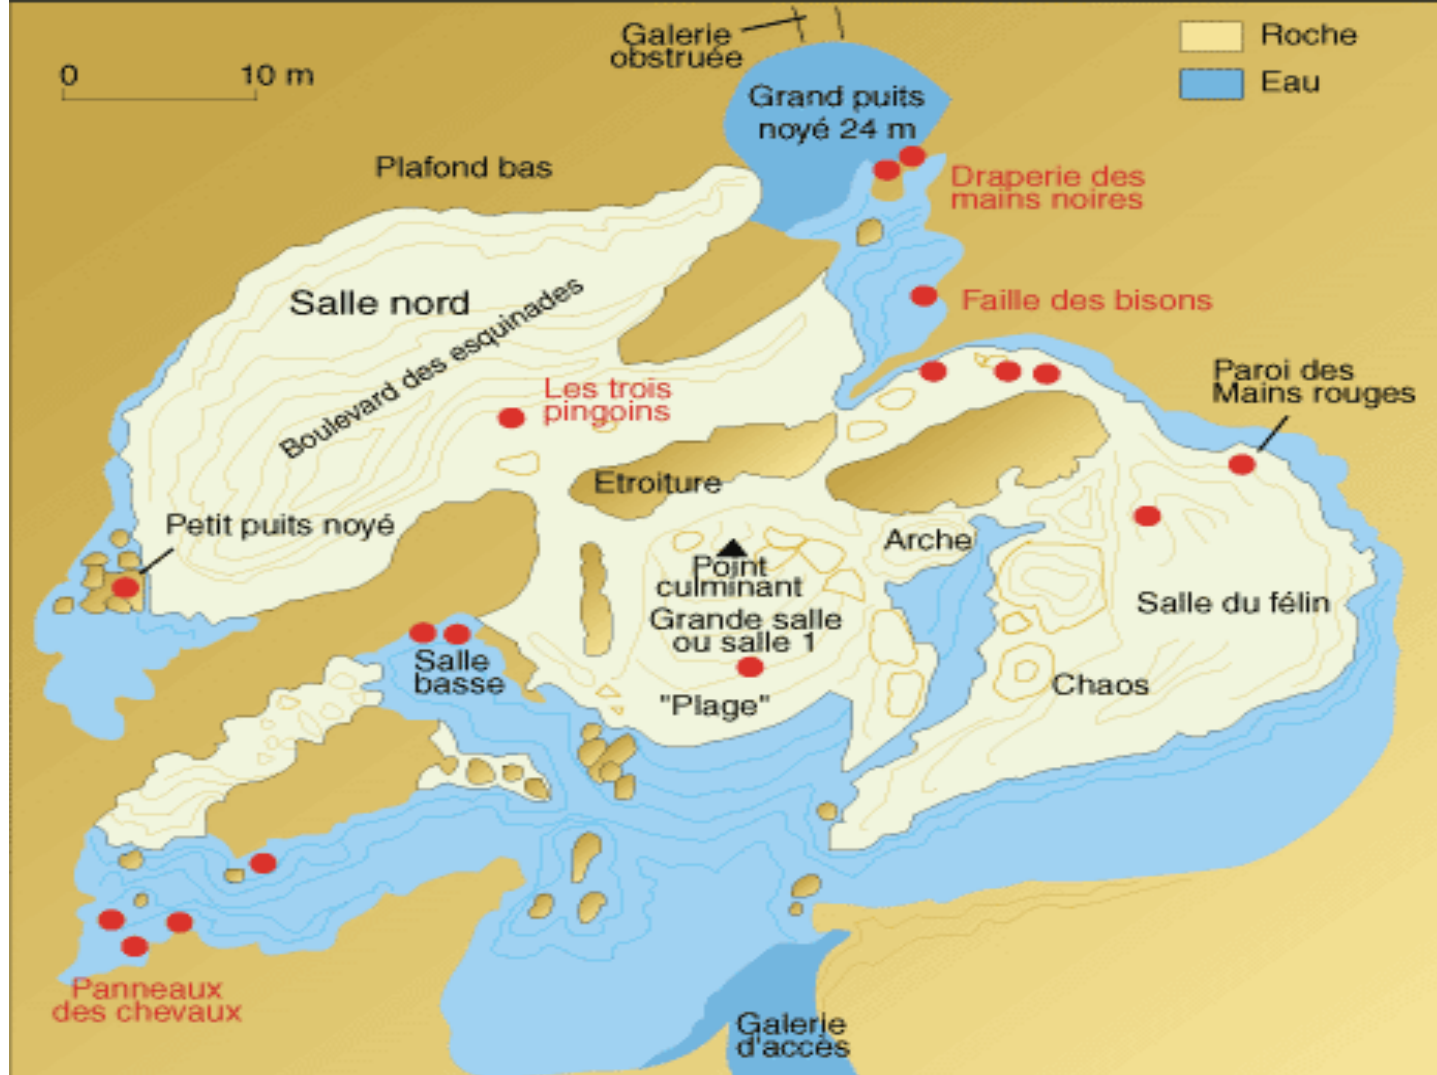 Galerie
obstruée
Roche
Eau
0 10 m
Grand puits
noyé 24 m
Plafond bas
Draperie des
mains noires
Salle nord
Boulevard des esquinades
Faille des bisons
Les trois
pingoins
Paroi des
Mains rouges
Etroiture
Petit puits noyé
Arche
Point
culminant
Grande salle
ou salle 1
Salle du félin
Salle
basse
"Plage"
Chaos
Panneaux
des chevaux
Galerie
d'accès